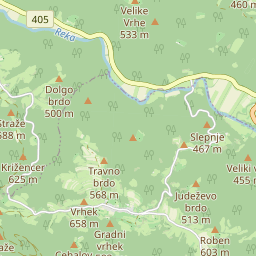 Velike
Vrhe
533 m
460 m
405
Reka
Dolgo
brdo
500 m
Straže
588 m
Slepnje
467 m
Križencer
625 m
Travno
brdo
568 m
Veliki v
455 m
Judeževo
brdo
513 m
Vrhek
658 m
Gradni
vrhek
Roben
603 m